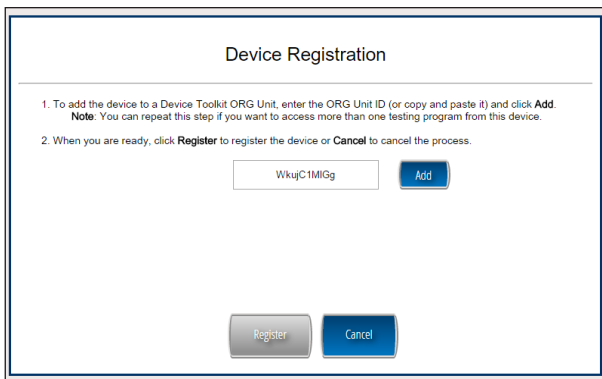 Device Registration
1. To add the device to a Device Toolkit ORG Unit, enter the ORG Unit ID (or copy and paste it) and click Add.
Note: You can repeat this step if you want to access more than one testing program from this device.
2. When you are ready, click Register to register the device or Cancel to cancel the process.
WkujC1MIGg Add
Register Cancel